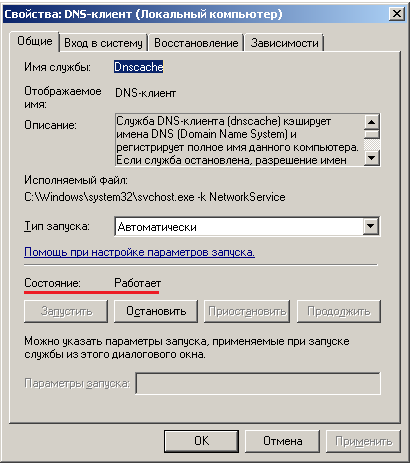 Свойства: DNS-клиент (Локальный компьютер)
Общие Вход в систему Восстановление Зависимости
Имя службы: Dnscache
Отображаемое
имя: DNS-клиент
Описание: Служба DNS-клиента (dnscache) кэширует
имена DNS (Domain Name System) и
регистрирует полное имя данного компьютера.
Если служба остановлена, разрешение имен
Исполняемый файл:
C:\Windows\system32\svchost.exe -k NetworkService
Тип запуска: Автоматически
Помощь при настройке параметров запуска.
Состояние: Работает
Запустить Остановить Приостановить Продолжить
Можно указать параметры запуска, применяемые при запуске
службы из этого диалогового окна.
Параметры запуска:
OK Отмена Применить